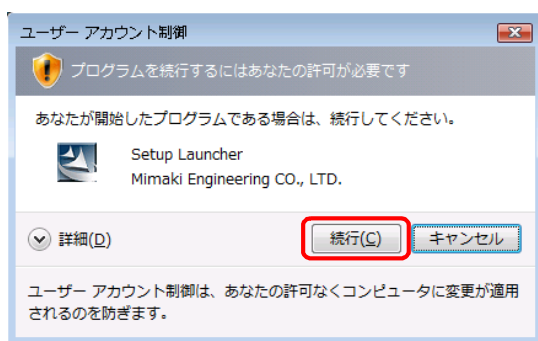 ユーザー アカウント制御
プログラムを続行するにはあなたの許可が必要です
あなたが開始したプログラムである場合は、続行してください。
Setup Launcher
Mimaki Engineering CO., LTD.
詳細(D)
続行(C)
キャンセル
ユーザー アカウント制御は、あなたの許可なくコンピュータに変更が適用
されるのを防ぎます。